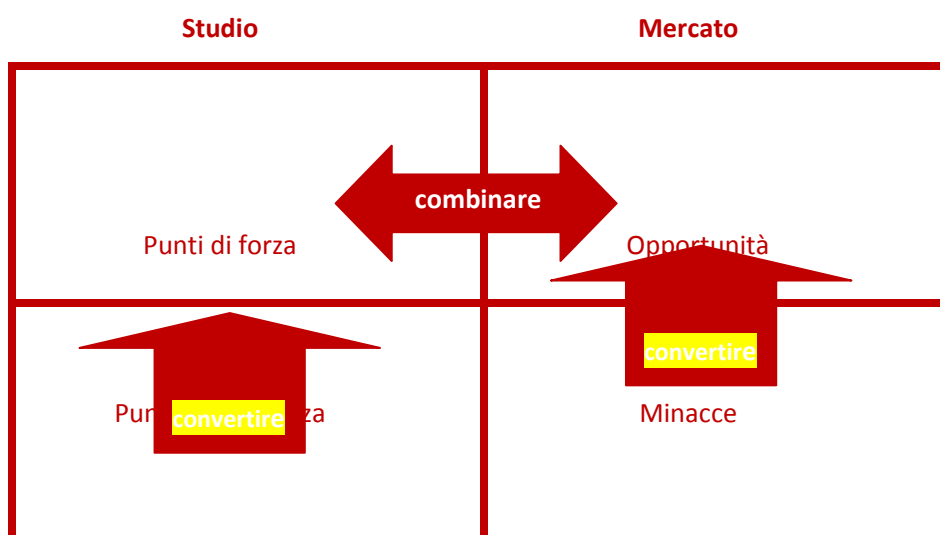 Studio Mercato
combinare
Punti di forza Opportunità
convertire
convertire
Minacce